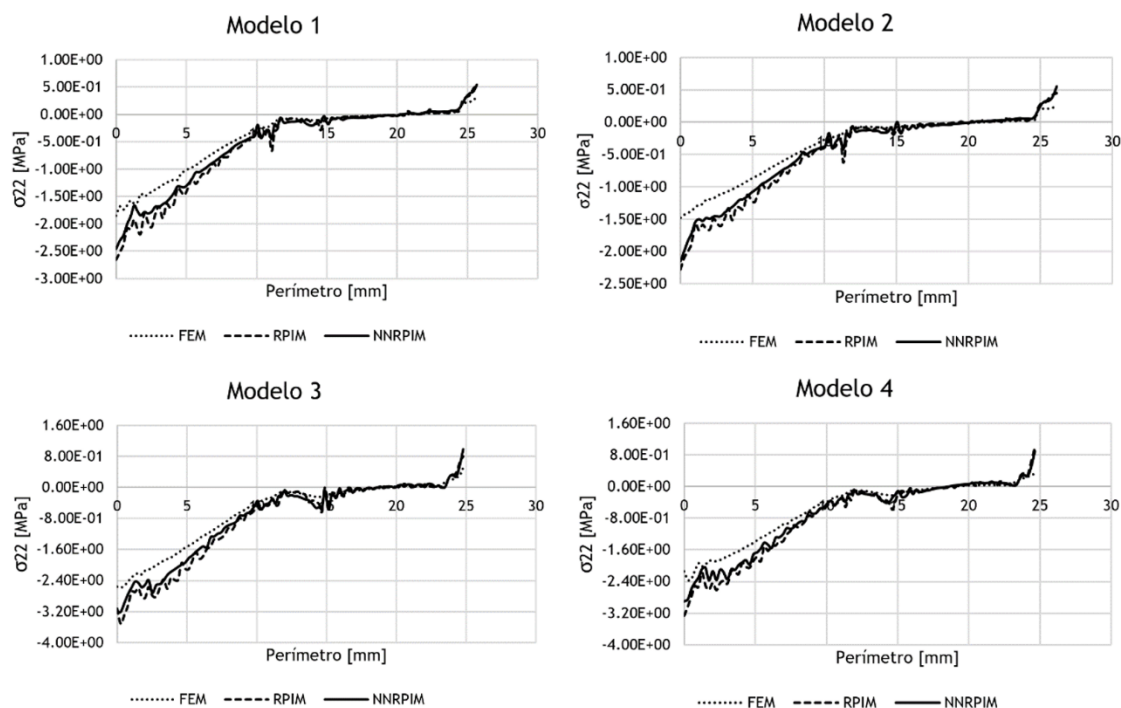 Modelo 1
1.00E+00
5.00E-01
0.00E+00
-5.00E-01
-1.00E+00
-1.50E+00
-2.00E+00
-2.50E+00
-3.00E+00
0 5 10 15 20 25 30
σ22 [MPa]
Perímetro [mm]
FEM RPIM NNRPIM
Modelo 2
1.00E+00
5.00E-01
0.00E+00
-5.00E-01
-1.00E+00
-1.50E+00
-2.00E+00
-2.50E+00
0 5 10 15 20 25 30
σ22 [MPa]
Perímetro [mm]
FEM RPIM NNRPIM
Modelo 3
1.60E+00
8.00E-01
0.00E+00
-8.00E-01
-1.60E+00
-2.40E+00
-3.20E+00
-4.00E+00
0 5 10 15 20 25 30
σ22 [MPa]
Perímetro [mm]
FEM RPIM NNRPIM
Modelo 4
1.60E+00
8.00E-01
0.00E+00
-8.00E-01
-1.60E+00
-2.40E+00
-3.20E+00
-4.00E+00
0 5 10 15 20 25 30
σ22 [MPa]
Perímetro [mm]
FEM RPIM NNRPIM